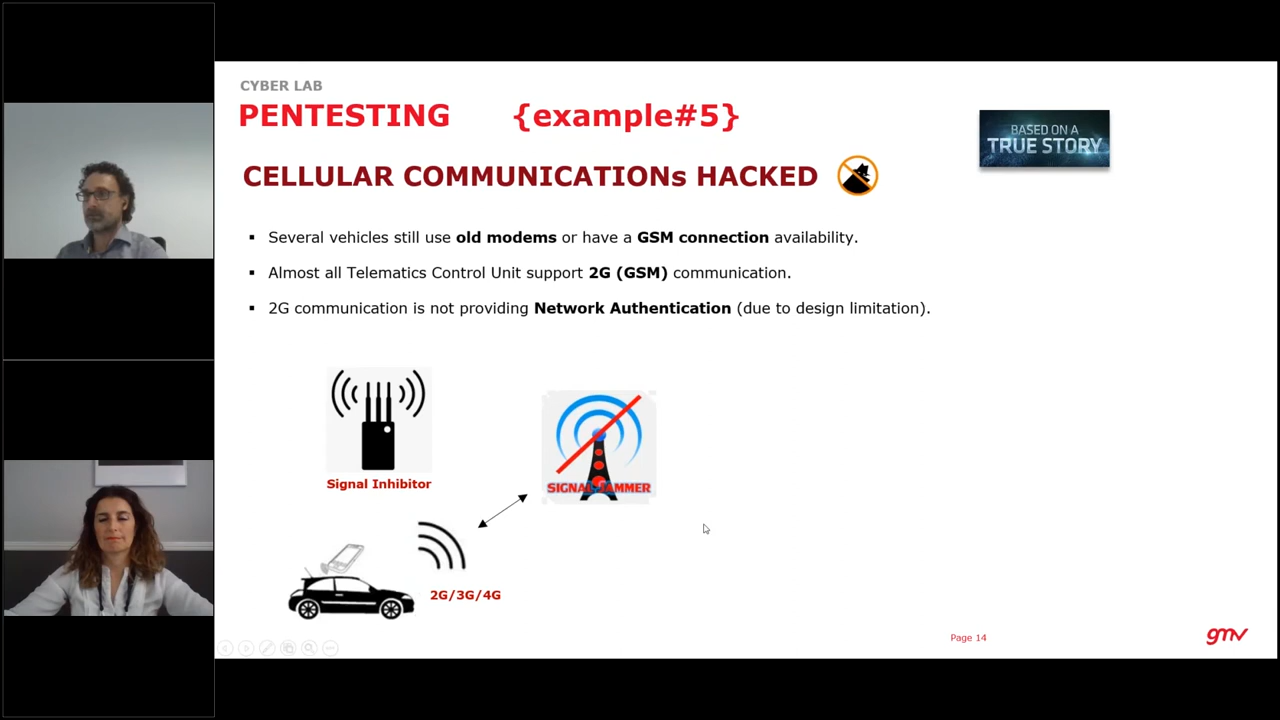 CYBER LAB
PENTESTING {example#5}
BASED ON A
TRUE STORY
CELLULAR COMMUNICATIONs HACKED
▪ Several vehicles still use old modems or have a GSM connection availability.
▪ Almost all Telematics Control Unit support 2G (GSM) communication.
▪ 2G communication is not providing Network Authentication (due to design limitation).
Signal Inhibitor
SIGNAL JAMMER
2G/3G/4G
Page 14
gmv